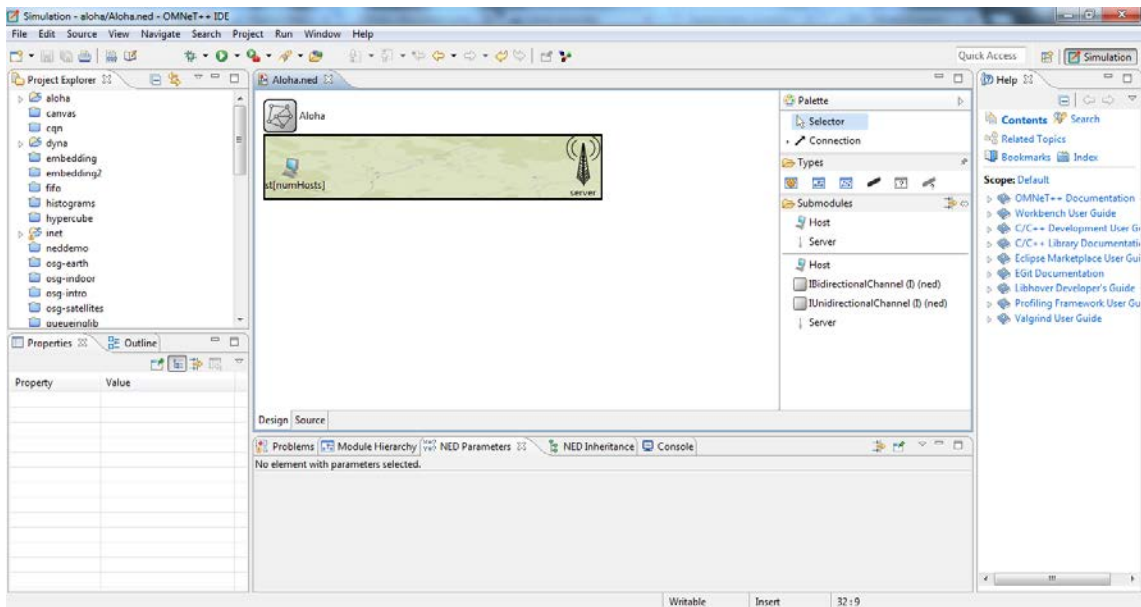 Simulation - aloha/Aloha.ned - OMNeT++ IDE
File Edit Source View Navigate Search Project Run Window Help
Quick Access
Simulation
Project Explorer
aloha
canvas
cqn
dyna
embedding
embedding2
fifo
histograms
hypercube
inet
neddemo
osg-earth
osg-indoor
osg-intro
osg-satellites
queueinglib
Properties
Outline
Property Value
Aloha.ned
Aloha
st[numHosts]
server
Palette
Selector
Connection
Types
Submodules
Host
Server
Host
IBidirectionalChannel (I) (ned)
IUnidirectionalChannel (I) (ned)
Server
Design Source
Problems
Module Hierarchy
NED Parameters
NED Inheritance
Console
No element with parameters selected.
Help
Contents
Search
Related Topics
Bookmarks
Index
Scope: Default
OMNeT++ Documentation
Workbench User Guide
C/C++ Development User G
C/C++ Library Documentati
Eclipse Marketplace User Gui
EGit Documentation
Libhover Developer's Guide
Profiling Framework User Gu
Valgrind User Guide
Writable Insert 32:9